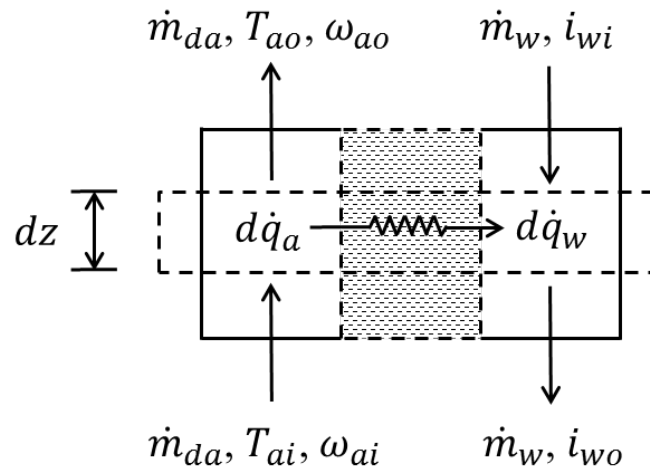 ṁ_da, T_ao, ω_ao ṁ_w, i_wi
dz dq̇_a dq̇_w
ṁ_da, T_ai, ω_ai ṁ_w, i_wo